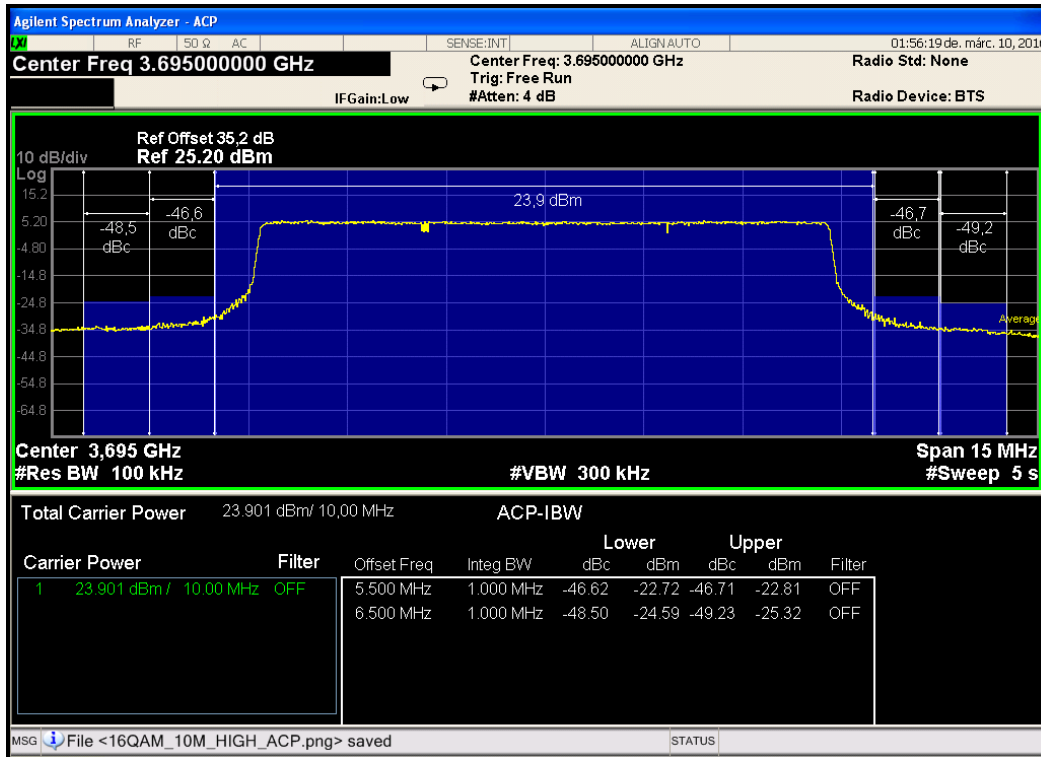 Agilent Spectrum Analyzer - ACP
LXI RF 50 Ω AC SENSE:INT ALIGN AUTO 01:56:19 de. márc. 10, 201
Center Freq 3.695000000 GHz
Center Freq: 3.695000000 GHz
Radio Std: None
Trig: Free Run
IFGain:Low
#Atten: 4 dB
Radio Device: BTS
Ref Offset 35,2 dB
10 dB/div Ref 25.20 dBm
Log
15.2
5.20
-4.80
-14.8
-24.8
-34.8
-44.8
-54.8
-64.8
23,9 dBm
-48,5 dBc
-46,6 dBc
-46,7 dBc
-49,2 dBc
Average
Center 3,695 GHz Span 15 MHz
#Res BW 100 kHz #VBW 300 kHz #Sweep 5 s
Total Carrier Power 23.901 dBm/ 10,00 MHz ACP-IBW
Lower Upper
Carrier Power Filter
Offset Freq Integ BW dBc dBm dBc dBm Filter
1 23.901 dBm / 10.00 MHz OFF
5.500 MHz 1.000 MHz -46.62 -22.72 -46.71 -22.81 OFF
6.500 MHz 1.000 MHz -48.50 -24.59 -49.23 -25.32 OFF
MSG File <16QAM_10M_HIGH_ACP.png> saved STATUS